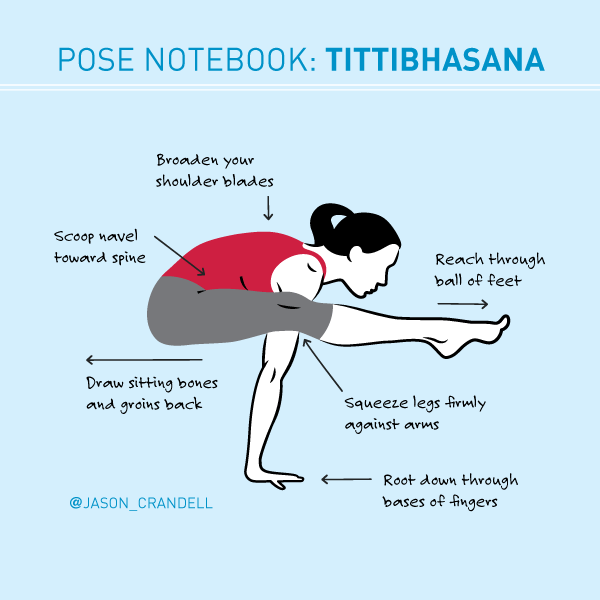 POSE NOTEBOOK: TITTIBHASANA
Broaden your
shoulder blades
Scoop navel
toward spine
Reach through
ball of feet
Draw sitting bones
and groins back
Squeeze legs firmly
against arms
Root down through
bases of fingers
@JASON_CRANDELL